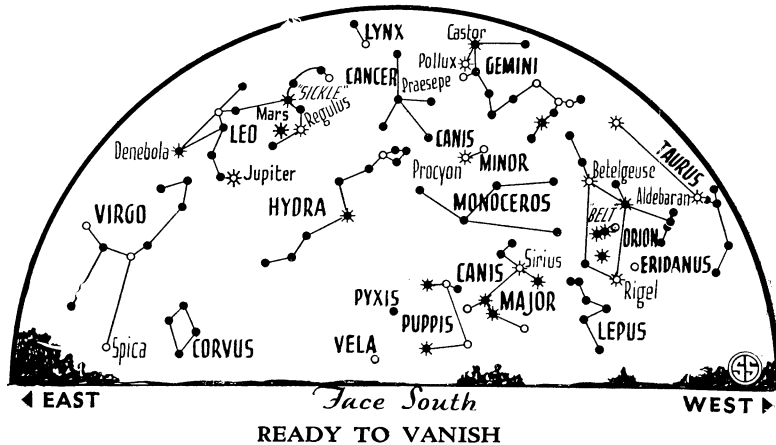 LYNX
Castor
Pollux
GEMINI
CANCER
Praesepe
"SICKLE"
Mars
Regulus
LEO
Denebola
Jupiter
CANIS
MINOR
Procyon
TAURUS
Betelgeuse
Aldebaran
HYDRA
MONOCEROS
VIRGO
"BELT"
ORION
ERIDANUS
Sirius
CANIS
MAJOR
Rigel
PYXIS
PUPPIS
LEPUS
VELA
Spica
CORVUS
SS
EAST
Face South
WEST
READY TO VANISH